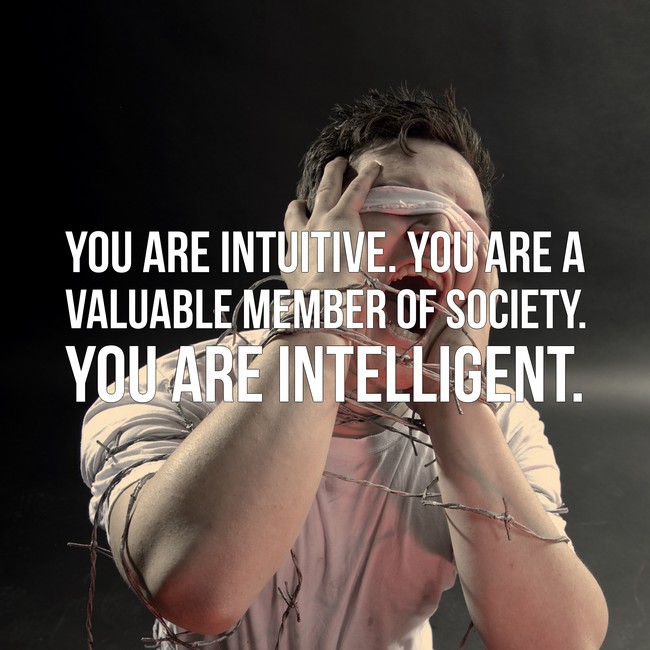 YOU ARE INTUITIVE. YOU ARE A
VALUABLE MEMBER OF SOCIETY.
YOU ARE INTELLIGENT.